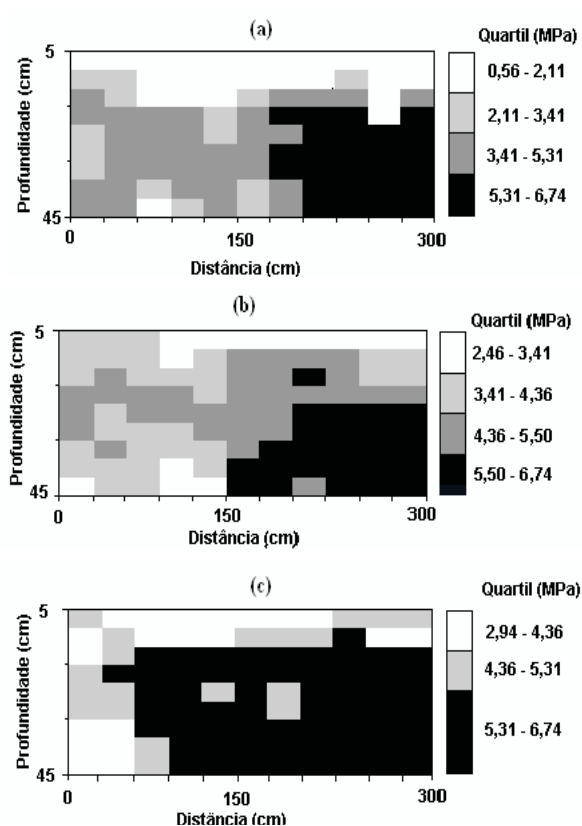 (a)
Quartil (MPa)
5
0,56 - 2,11
2,11 - 3,41
3,41 - 5,31
5,31 - 6,74
Profundidade (cm)
45
0 150 300
Distância (cm)
(b)
Quartil (MPa)
5
2,46 - 3,41
3,41 - 4,36
4,36 - 5,50
5,50 - 6,74
Profundidade (cm)
45
0 150 300
Distância (cm)
(c)
Quartil (MPa)
5
2,94 - 4,36
4,36 - 5,31
5,31 - 6,74
Profundidade (cm)
45
0 150 300
Distância (cm)